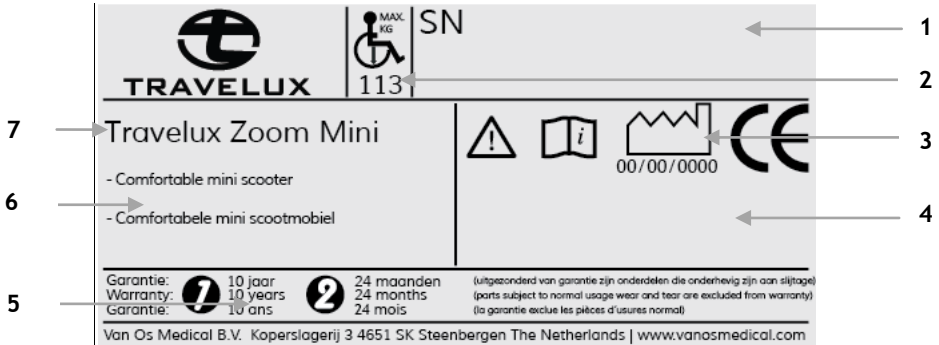 SN
1
MAX.
KG
113
2
TRAVELUX
7
Travelux Zoom Mini
!
i
00/00/0000
CE
3
- Comfortable mini scooter
6
- Comfortabele mini scootmobiel
4
Garantie: 1 10 jaar 2 24 maanden (uitgezonderd van garantie zijn onderdelen die onderhevig zijn aan slijtage)
5
Warranty: 10 years 24 months (parts subject to normal usage wear and tear are excluded from warranty)
Garantie: 10 ans 24 mois (la garantie exclue les pièces d'usures normal)
Van Os Medical B.V. Koperslagerij 3 4651 SK Steenbergen The Netherlands | www.vanosmedical.com